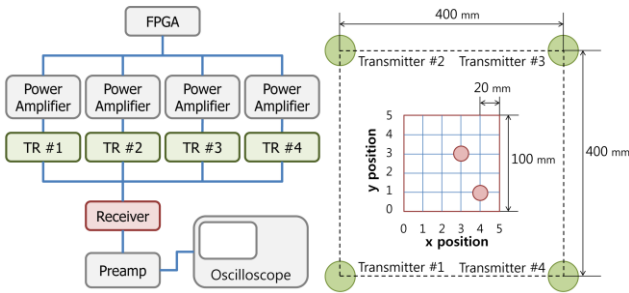 FPGA
Power Amplifier
Power Amplifier
Power Amplifier
Power Amplifier
TR #1
TR #2
TR #3
TR #4
Receiver
Preamp
Oscilloscope
400 mm
Transmitter #2
Transmitter #3
20 mm
5
4
3
2
1
0
y position
100 mm
400 mm
0 1 2 3 4 5
x position
Transmitter #1
Transmitter #4